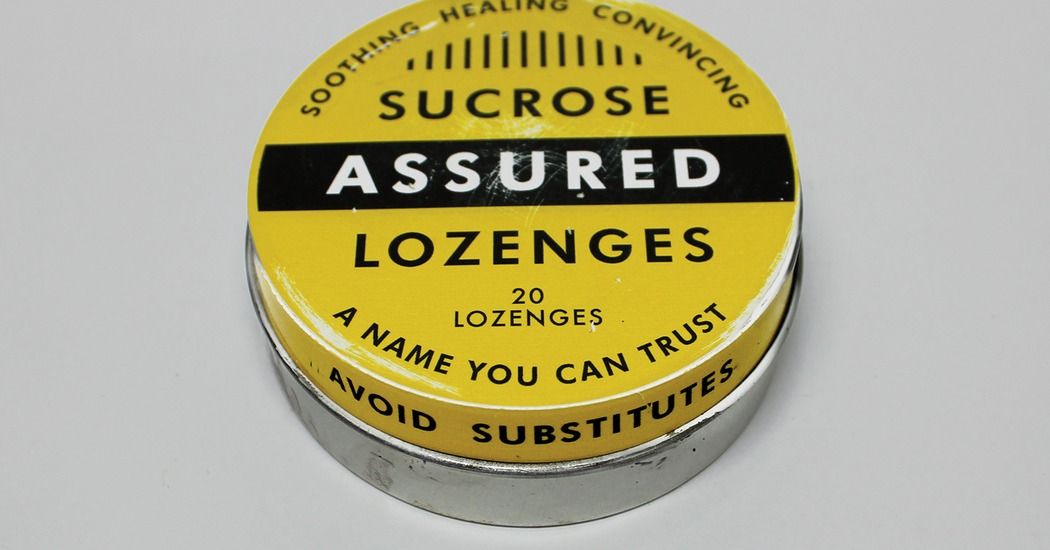 SOOTHING HEALING CONVINCING
SUCROSE
ASSURED
LOZENGES
20
LOZENGES
A NAME YOU CAN TRUST
AVOID SUBSTITUTES